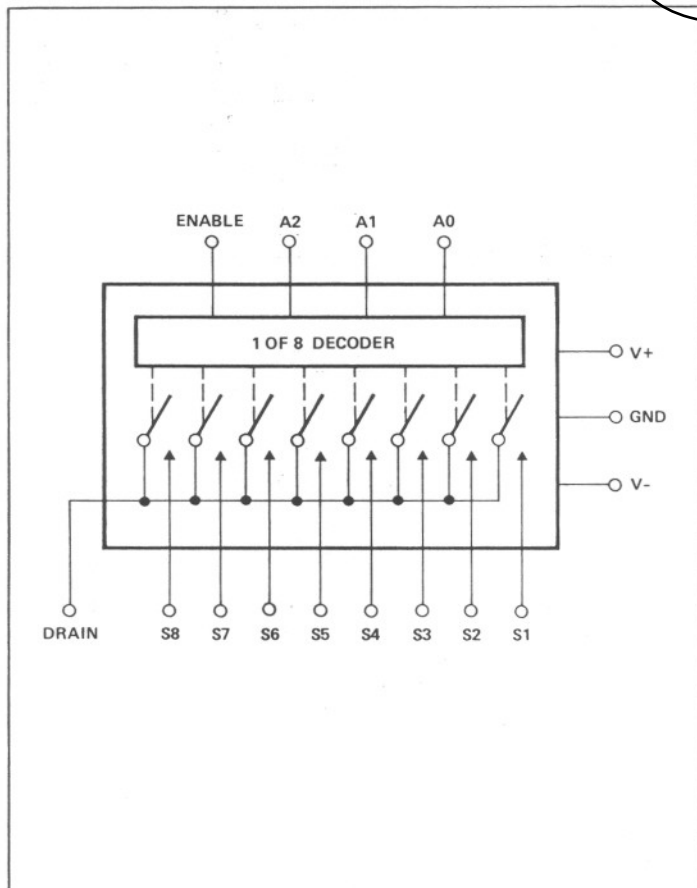 ENABLE A2 A1 A0
1 OF 8 DECODER
V+
GND
V-
DRAIN S8 S7 S6 S5 S4 S3 S2 S1